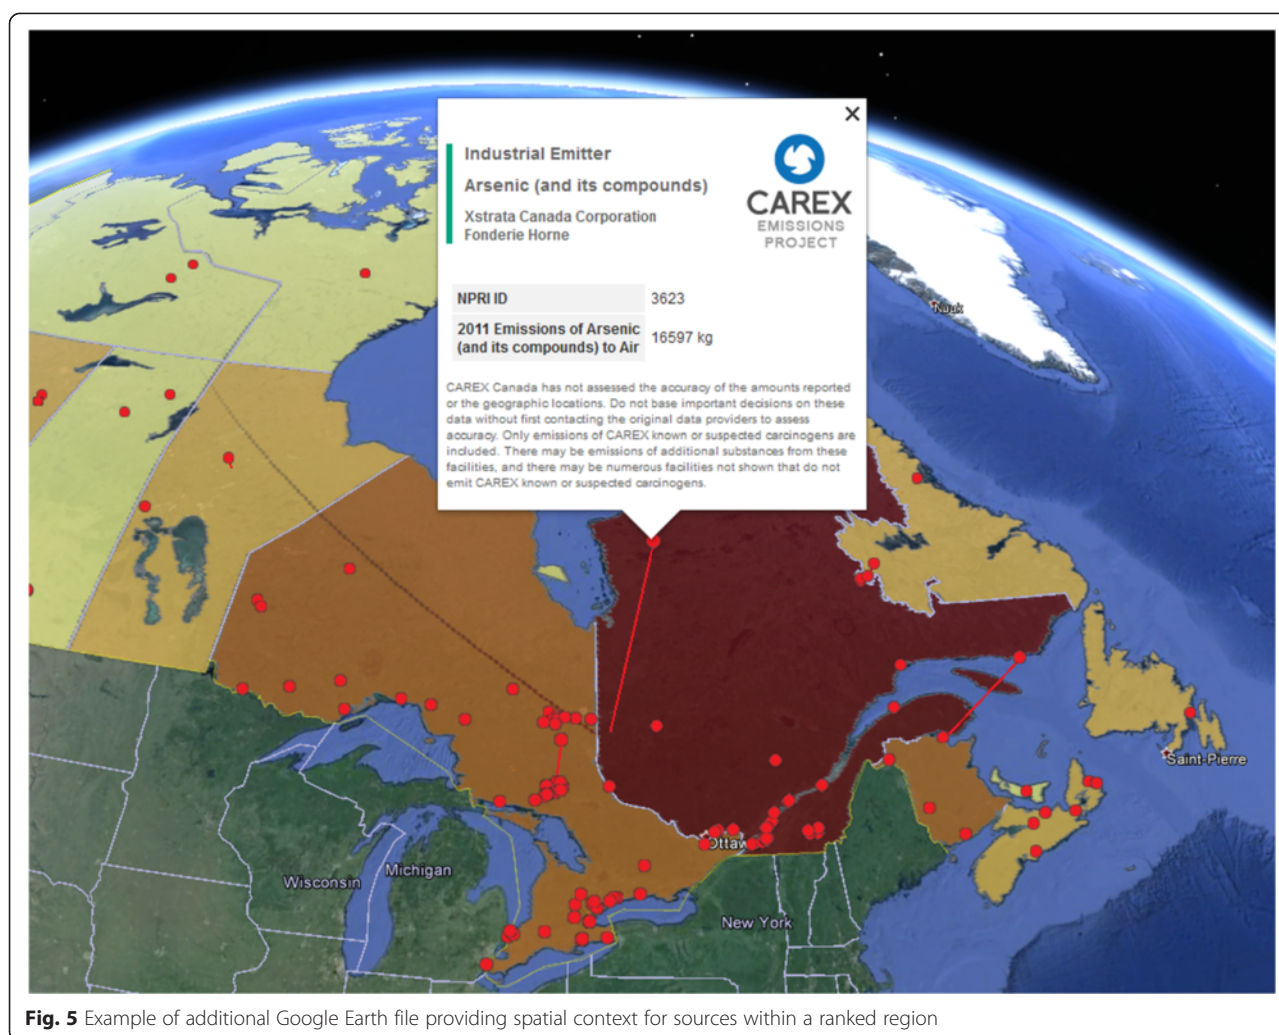 Industrial Emitter
Arsenic (and its compounds)
Xstrata Canada Corporation
Fonderie Horne
CAREX
EMISSIONS
PROJECT
NPRI ID 3623
2011 Emissions of Arsenic
(and its compounds) to Air 16597 kg
CAREX Canada has not assessed the accuracy of the amounts reported
or the geographic locations. Do not base important decisions on these
data without first contacting the original data providers to assess
accuracy. Only emissions of CAREX known or suspected carcinogens are
included. There may be emissions of additional substances from these
facilities, and there may be numerous facilities not shown that do not
emit CAREX known or suspected carcinogens.
Nuuk
Saint-Pierre
Ottaw
Michigan
Wisconsin
New York
Fig. 5 Example of additional Google Earth file providing spatial context for sources within a ranked region